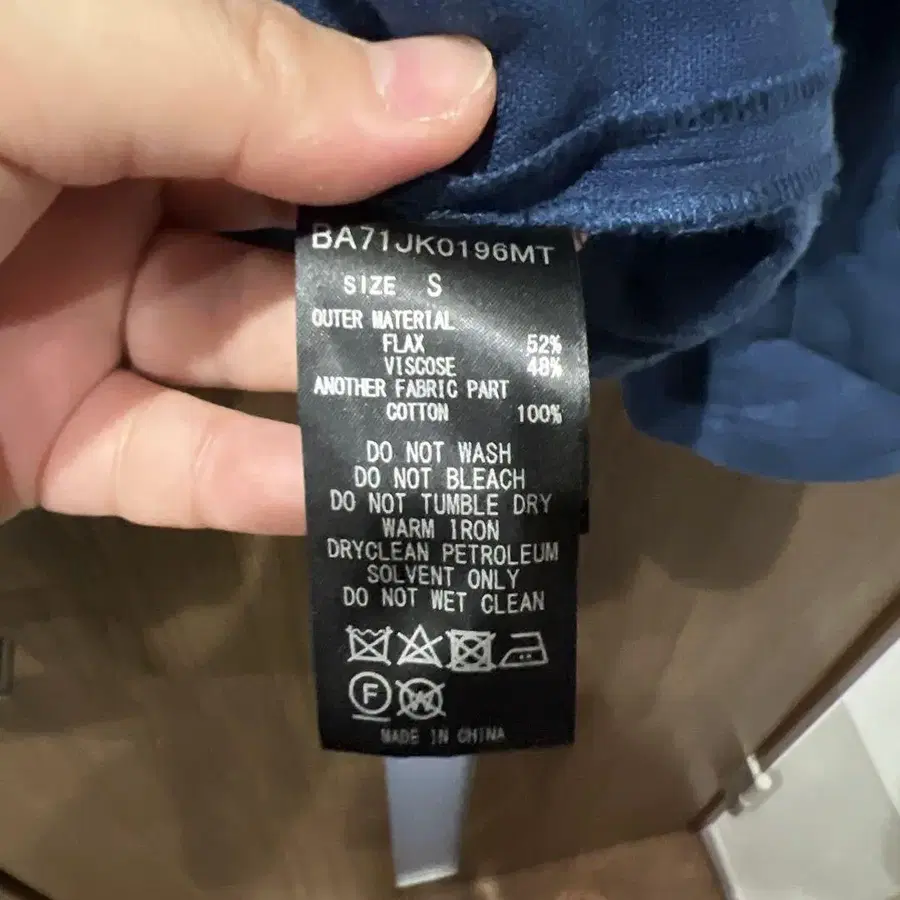 BA71JK0196MT
SIZE S
OUTER MATERIAL
FLAX 52%
VISCOSE 48%
ANOTHER FABRIC PART
COTTON 100%
DO NOT WASH
DO NOT BLEACH
DO NOT TUMBLE DRY
WARM IRON
DRYCLEAN PETROLEUM
SOLVENT ONLY
DO NOT WET CLEAN
F W
MADE IN CHINA